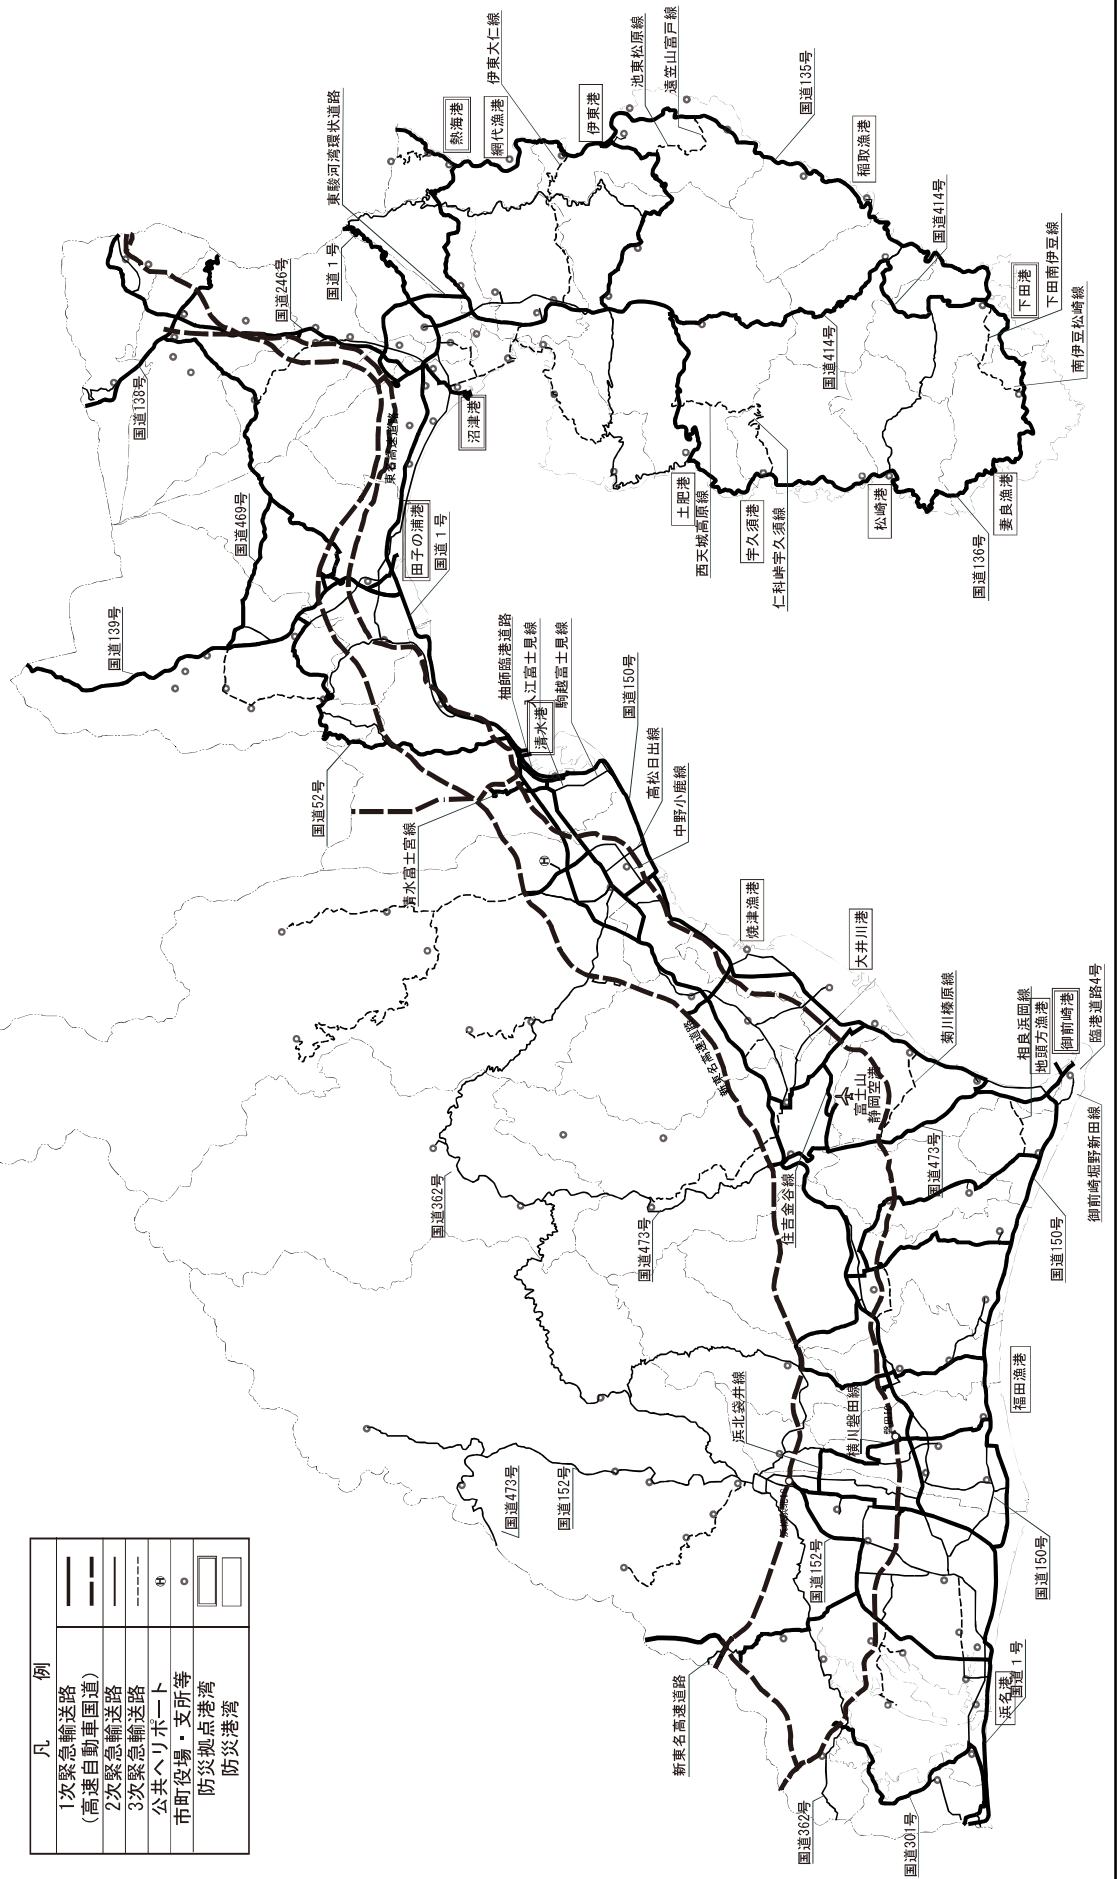 凡　例
1次緊急輸送路
(高速自動車国道)
2次緊急輸送路
3次緊急輸送路
公共ヘリポート
Ⓗ
市町役場・支所等
防災拠点港湾
防災港湾
国道139号
国道469号
国道138号
国道246号
国道１号
東駿河湾環状道路
熱海港
網代漁港
伊東大仁線
伊東港
池東松原線
遠笠山富戸線
国道135号
稲取漁港
国道414号
下田港
下田南伊豆線
南伊豆松崎線
国道414号
東名高速道路
沼津港
田子の浦港
国道１号
土肥港
西天城高原線
宇久須港
仁科峠宇久須線
松崎港
国道136号
妻良漁港
国道52号
清水富士宮線
袖師臨港道路
入江富士見線
清水港
駒越富士見線
国道150号
高松日出線
中野小鹿線
Ⓗ
焼津漁港
大井川港
菊川榛原線
相良浜岡線
地頭方漁港
御前崎港
臨港道路4号
御前崎堀野新田線
新東名高速道路
富士山
静岡空港
国道362号
国道473号
住吉金谷線
国道473号
国道150号
福田漁港
浜北袋井線
横川磐田線
国道473号
国道152号
国道152号
国道150号
新東名高速道路
浜名港
国道１号
国道362号
国道301号